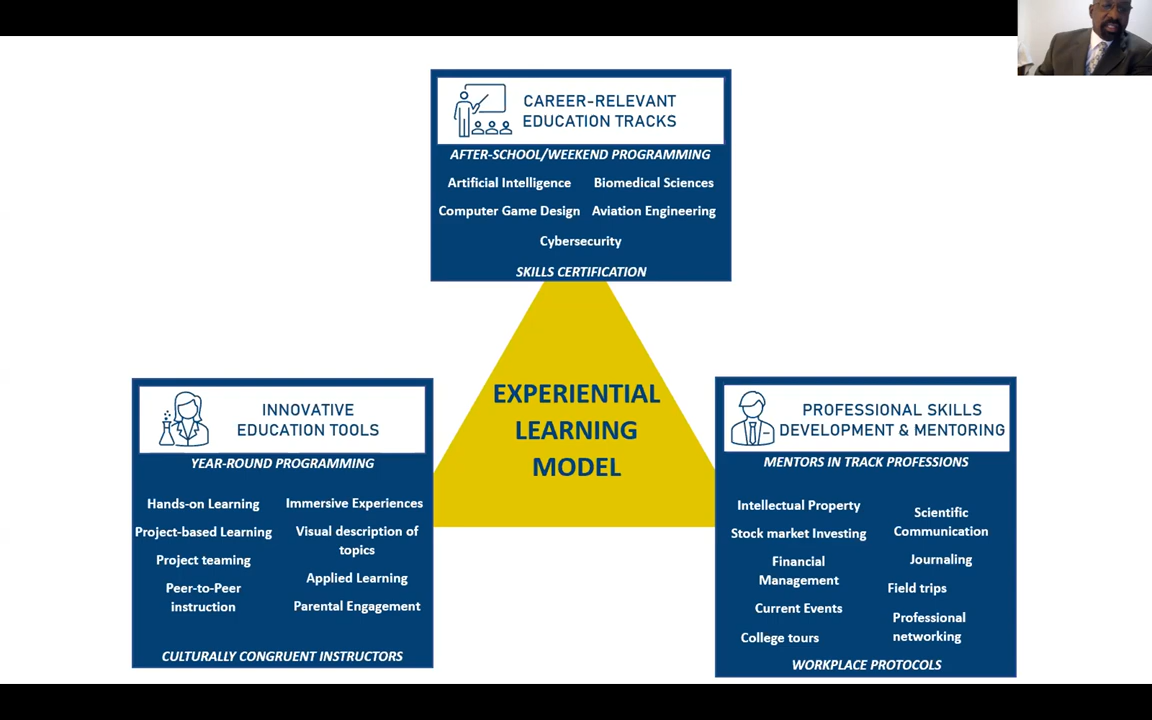 CAREER-RELEVANT
EDUCATION TRACKS
AFTER-SCHOOL/WEEKEND PROGRAMMING
Artificial Intelligence
Biomedical Sciences
Computer Game Design
Aviation Engineering
Cybersecurity
SKILLS CERTIFICATION
EXPERIENTIAL
LEARNING
MODEL
INNOVATIVE
EDUCATION TOOLS
YEAR-ROUND PROGRAMMING
Hands-on Learning
Project-based Learning
Project teaming
Peer-to-Peer
instruction
Immersive Experiences
Visual description of
topics
Applied Learning
Parental Engagement
CULTURALLY CONGRUENT INSTRUCTORS
PROFESSIONAL SKILLS
DEVELOPMENT & MENTORING
MENTORS IN TRACK PROFESSIONS
Intellectual Property
Stock market Investing
Financial
Management
Current Events
College tours
Scientific
Communication
Journaling
Field trips
Professional
networking
WORKPLACE PROTOCOLS